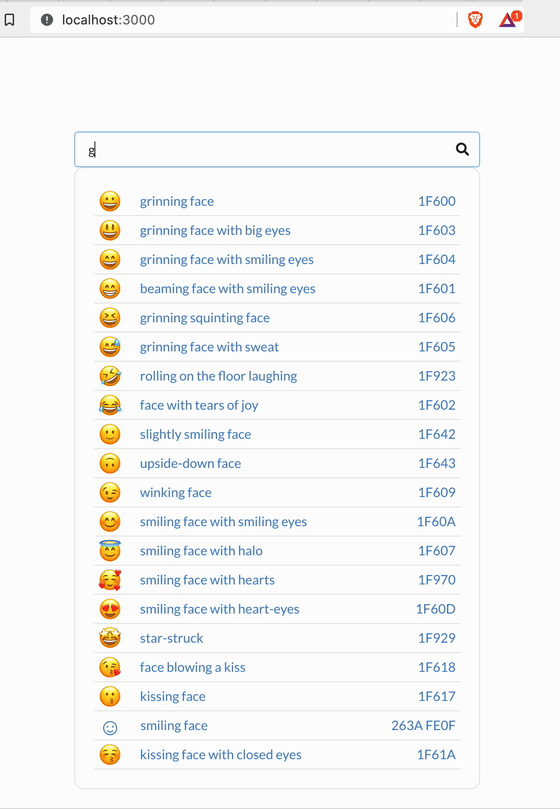 localhost:3000
1
g
grinning face 1F600
grinning face with big eyes 1F603
grinning face with smiling eyes 1F604
beaming face with smiling eyes 1F601
grinning squinting face 1F606
grinning face with sweat 1F605
rolling on the floor laughing 1F923
face with tears of joy 1F602
slightly smiling face 1F642
upside-down face 1F643
winking face 1F609
smiling face with smiling eyes 1F60A
smiling face with halo 1F607
smiling face with hearts 1F970
smiling face with heart-eyes 1F60D
star-struck 1F929
face blowing a kiss 1F618
kissing face 1F617
smiling face 263A FE0F
kissing face with closed eyes 1F61A